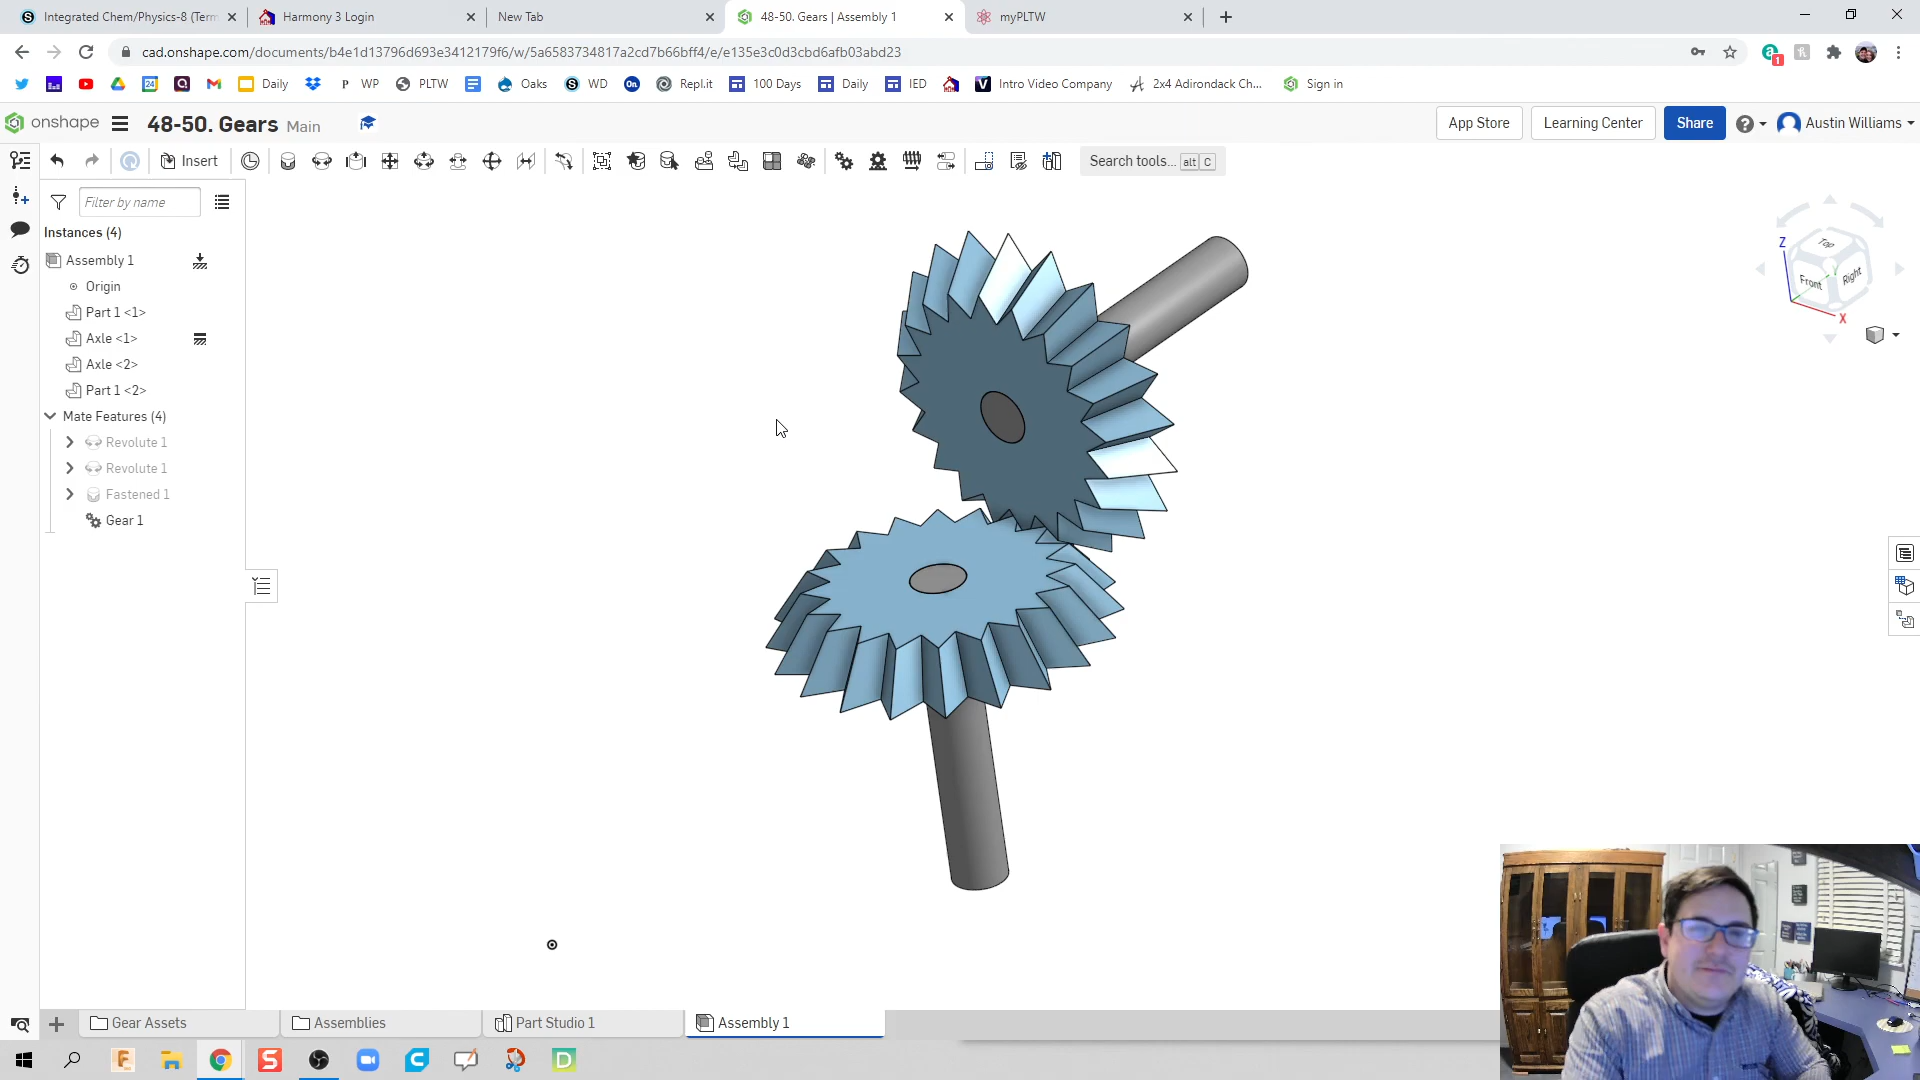 Integrated Chem/Physics-8 (Term
Harmony 3 Login
New Tab
48-50. Gears | Assembly 1
myPLTW
cad.onshape.com/documents/b4e1d13796d693e3412179f6/w/5a6583734817a2cd7b66bff4/e/e135e3c0d3cbd6afb03abd23
Daily
WP
PLTW
Oaks
WD
Repl.it
100 Days
Daily
IED
Intro Video Company
2x4 Adirondack Ch...
Sign in
onshape
48-50. Gears Main
App Store
Learning Center
Share
Austin Williams
Insert
Search tools... alt C
Filter by name
Instances (4)
Assembly 1
Origin
Part 1 <1>
Axle <1>
Axle <2>
Part 1 <2>
Mate Features (4)
Revolute 1
Revolute 1
Fastened 1
Gear 1
Z
Top
Front
Right
X
Gear Assets
Assemblies
Part Studio 1
Assembly 1